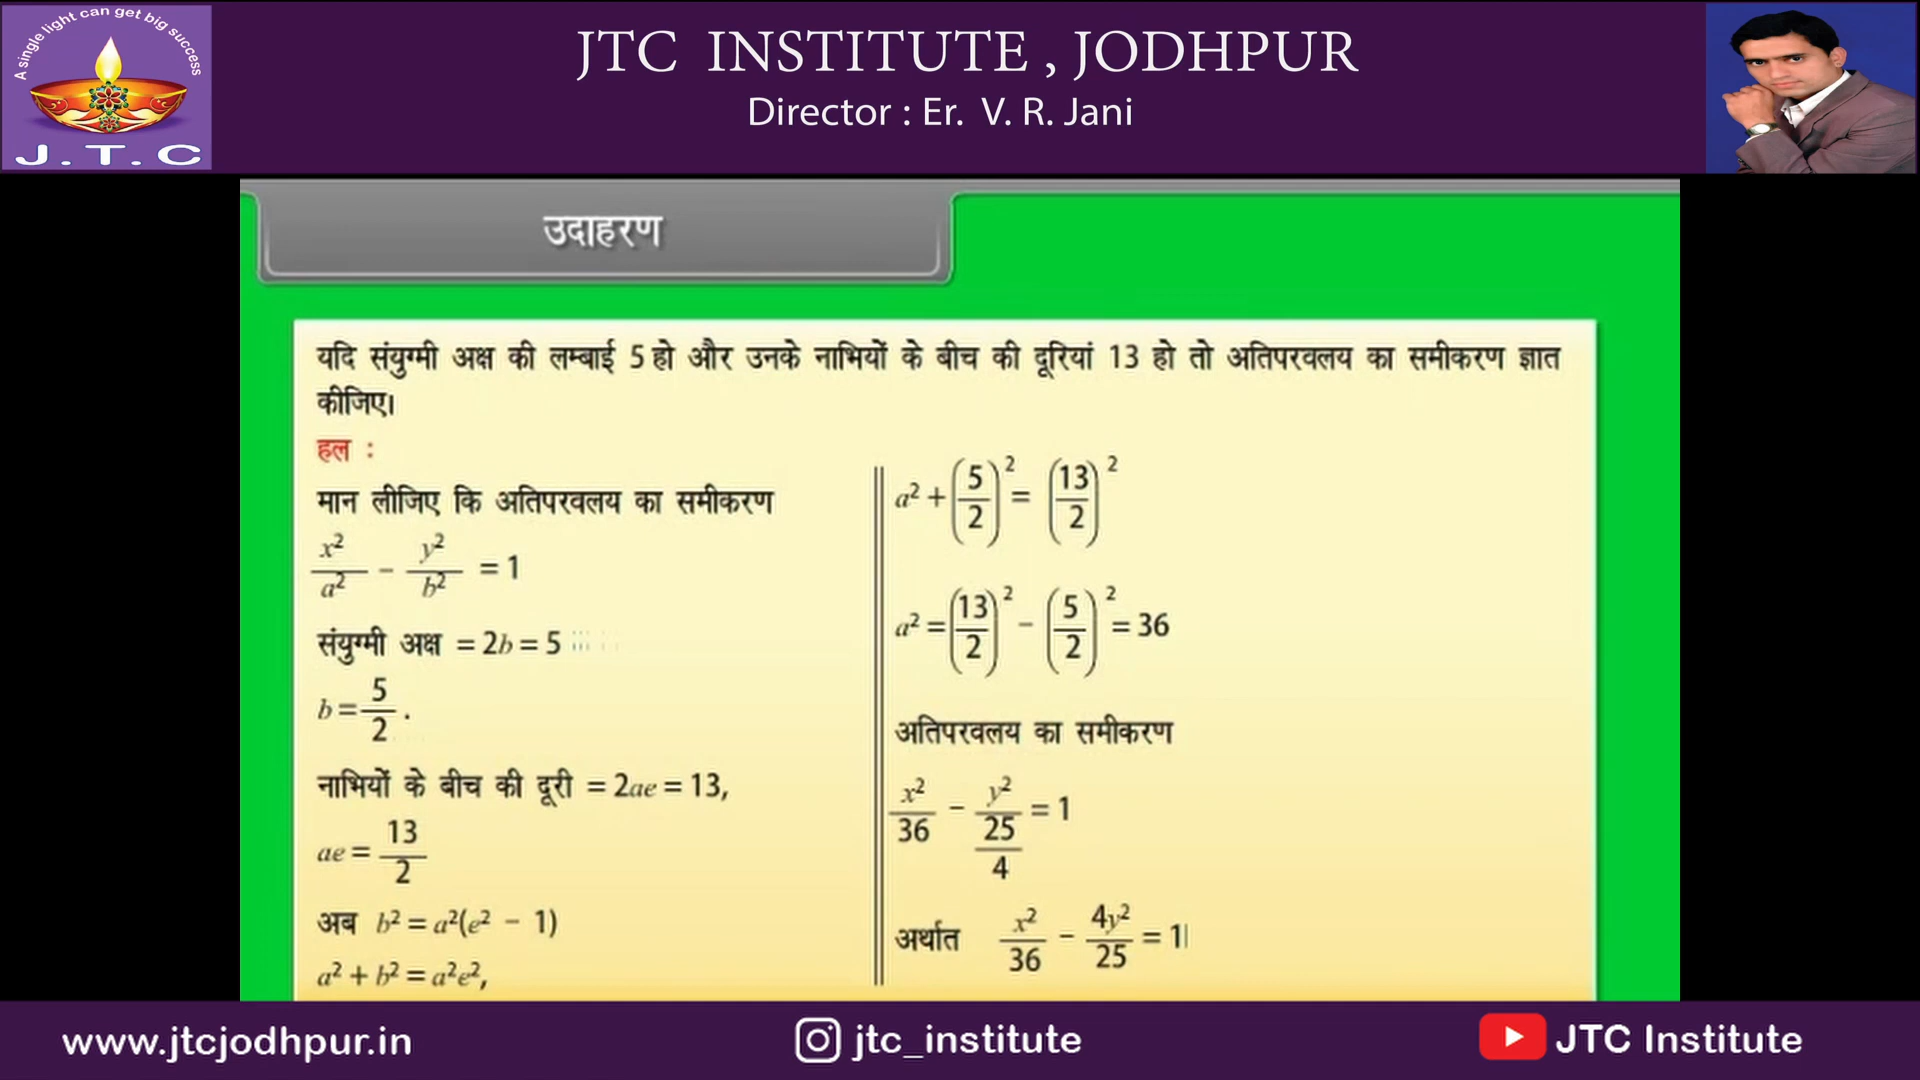 A single light can get big success
J.T.C
JTC INSTITUTE , JODHPUR
Director : Er. V. R. Jani
उदाहरण
यदि संयुग्मी अक्ष की लम्बाई 5 हो और उनके नाभियों के बीच की दूरियां 13 हो तो अतिपरवलय का समीकरण ज्ञात
कीजिए।
हल :
मान लीजिए कि अतिपरवलय का समीकरण
x²/a² - y²/b² = 1
संयुग्मी अक्ष = 2b = 5
b = 5/2 .
नाभियों के बीच की दूरी = 2ae = 13,
ae = 13/2
अब b² = a²(e² - 1)
a² + b² = a²e²,
a² + (5/2)² = (13/2)²
a² = (13/2)² - (5/2)² = 36
अतिपरवलय का समीकरण
x²/36 - y²/(25/4) = 1
अर्थात x²/36 - 4y²/25 = 1
www.jtcjodhpur.in
jtc_institute
JTC Institute